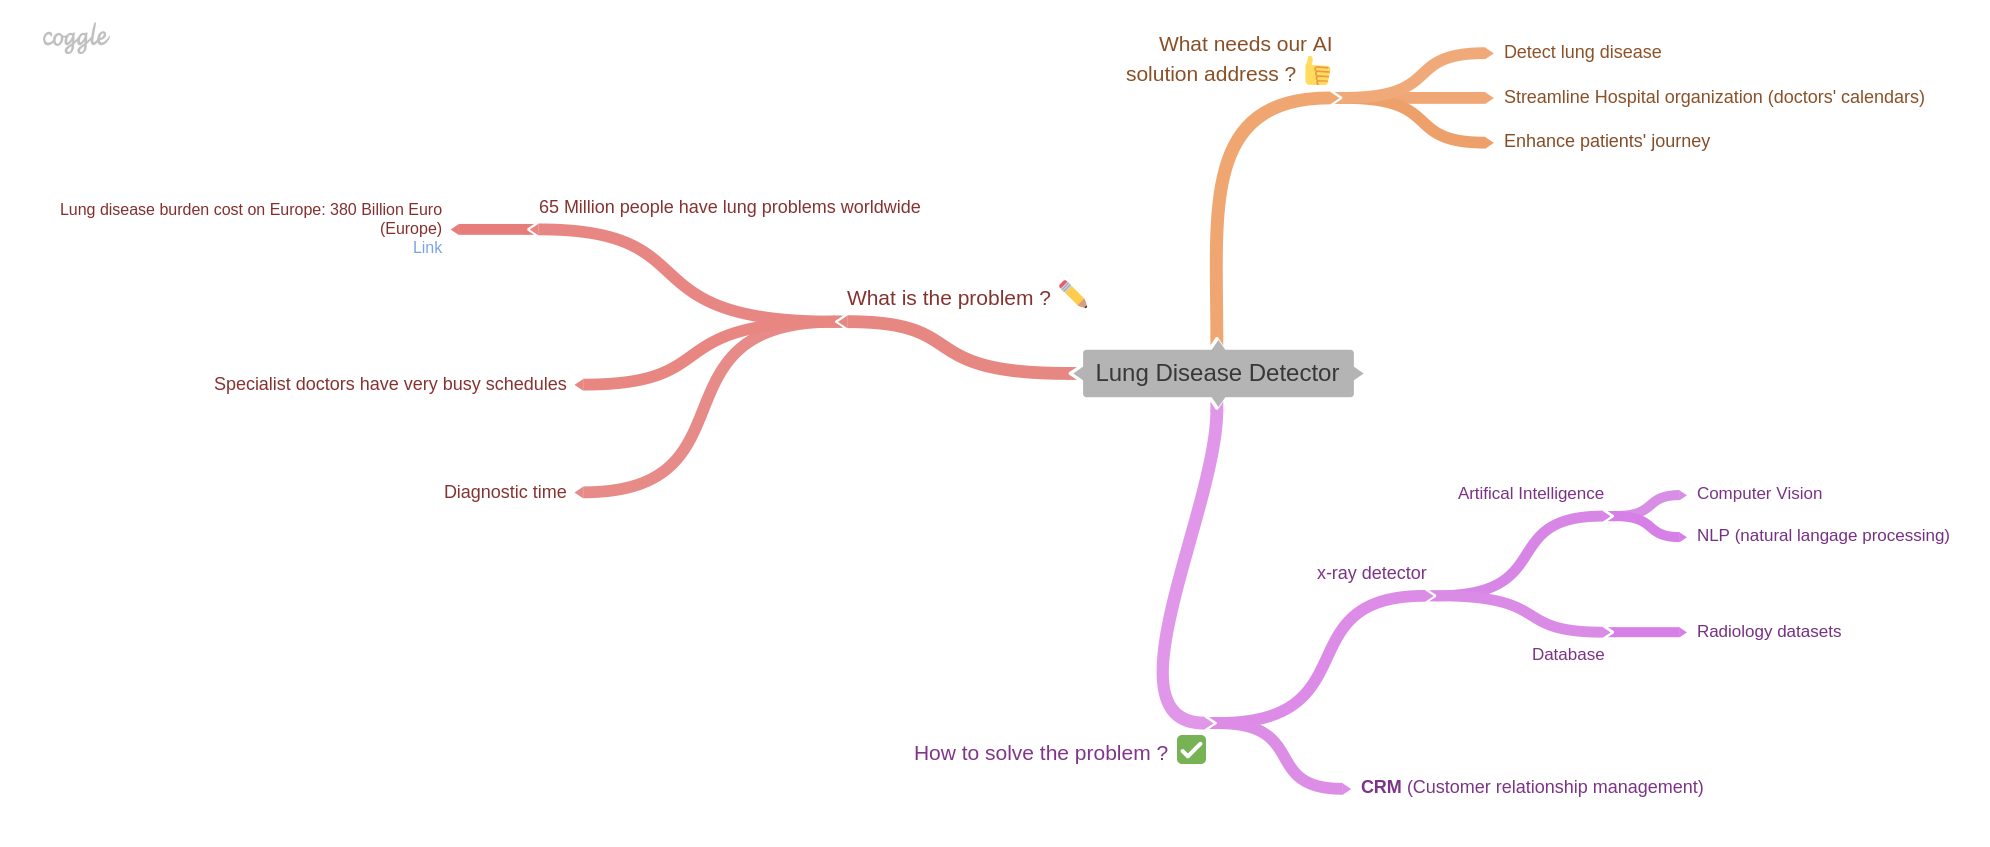 coggle
What needs our AI
solution address ?
Detect lung disease
Streamline Hospital organization (doctors' calendars)
Enhance patients' journey
65 Million people have lung problems worldwide
Lung disease burden cost on Europe: 380 Billion Euro
(Europe)
Link
What is the problem ?
Specialist doctors have very busy schedules
Diagnostic time
Lung Disease Detector
Artifical Intelligence
Computer Vision
NLP (natural langage processing)
x-ray detector
Radiology datasets
Database
How to solve the problem ?
CRM (Customer relationship management)